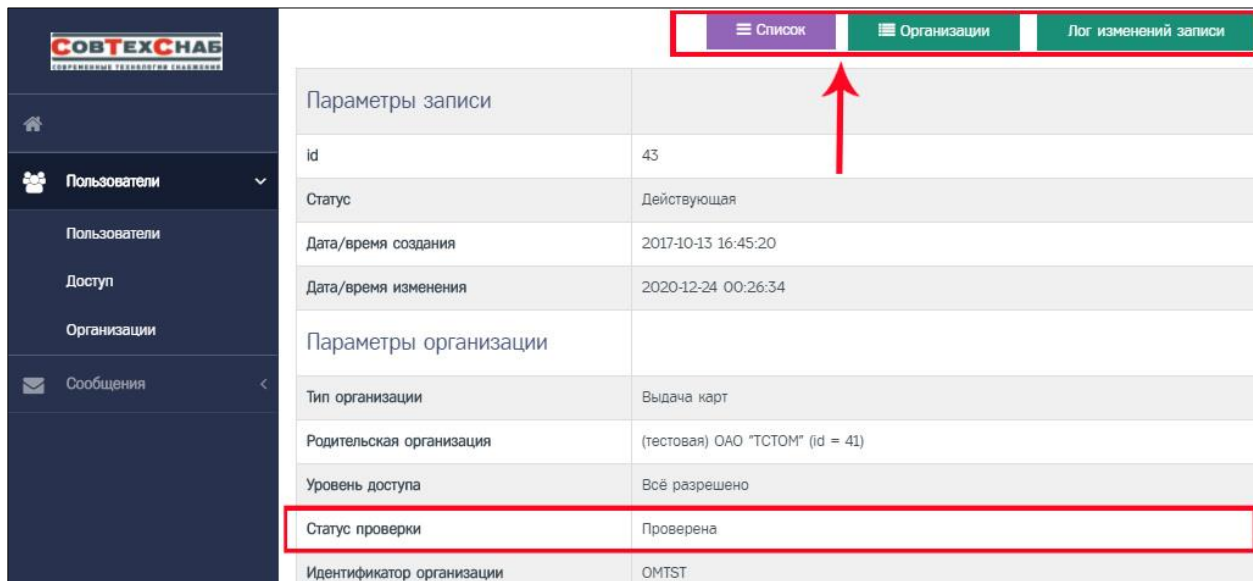 СОВТЕХСНАБ
СОВРЕМЕННЫЕ ТЕХНОЛОГИИ СНАБЖЕНИЯ
Список Организации Лог изменений записи
Пользователи
Пользователи
Доступ
Организации
Сообщения
Параметры записи
id 43
Статус Действующая
Дата/время создания 2017-10-13 16:45:20
Дата/время изменения 2020-12-24 00:26:34
Параметры организации
Тип организации Выдача карт
Родительская организация (тестовая) ОАО "ТСТОМ" (id = 41)
Уровень доступа Всё разрешено
Статус проверки Проверена
Идентификатор организации OMTST